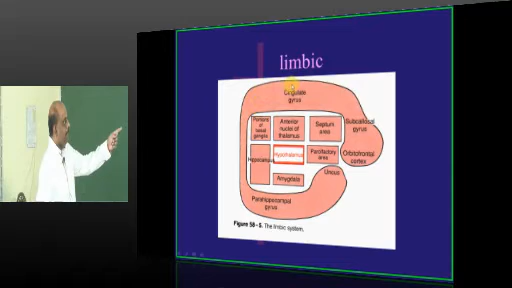 limbic
Cingulate
gyrus
Portions
of
basal
ganglia
Anterior
nuclei of
thalamus
Septum
area
Subcallosal
gyrus
Hippocampus
Hypothalamus
Paolfactory
area
Orbitofrontal
cortex
Uncus
Amygdala
Parahippocampal
gyrus
Figure 58 - 5. The limbic system.